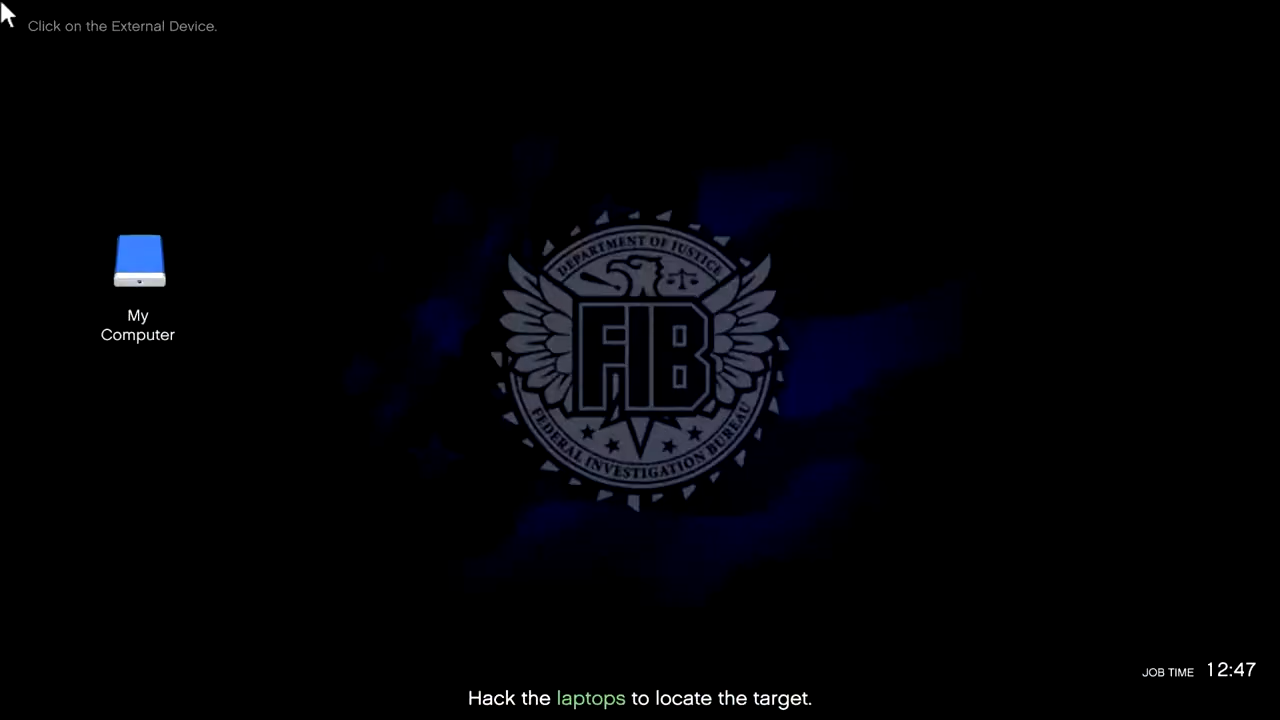 Click on the External Device.
DEPARTMENT OF JUSTICE
FIB
FEDERAL INVESTIGATION BUREAU
My
Computer
JOB TIME 12:47
Hack the laptops to locate the target.